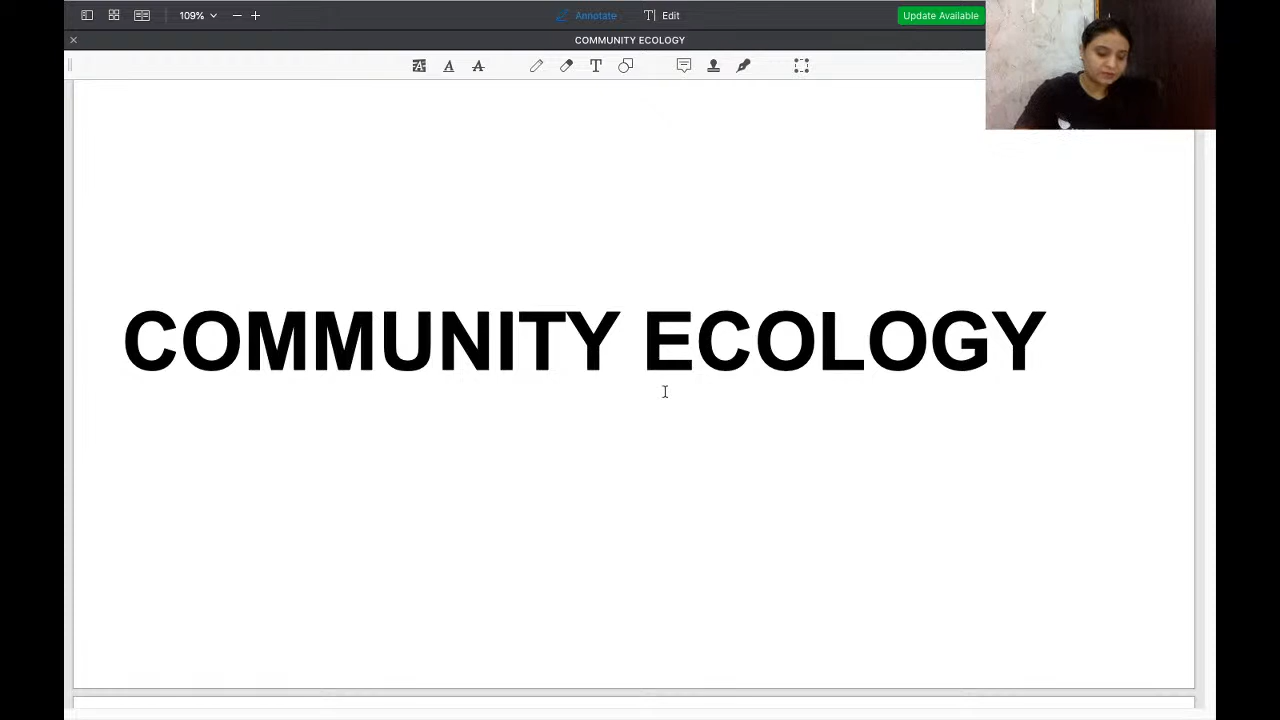 109%
Annotate
T Edit
Update Available
COMMUNITY ECOLOGY
A A A T
COMMUNITY ECOLOGY